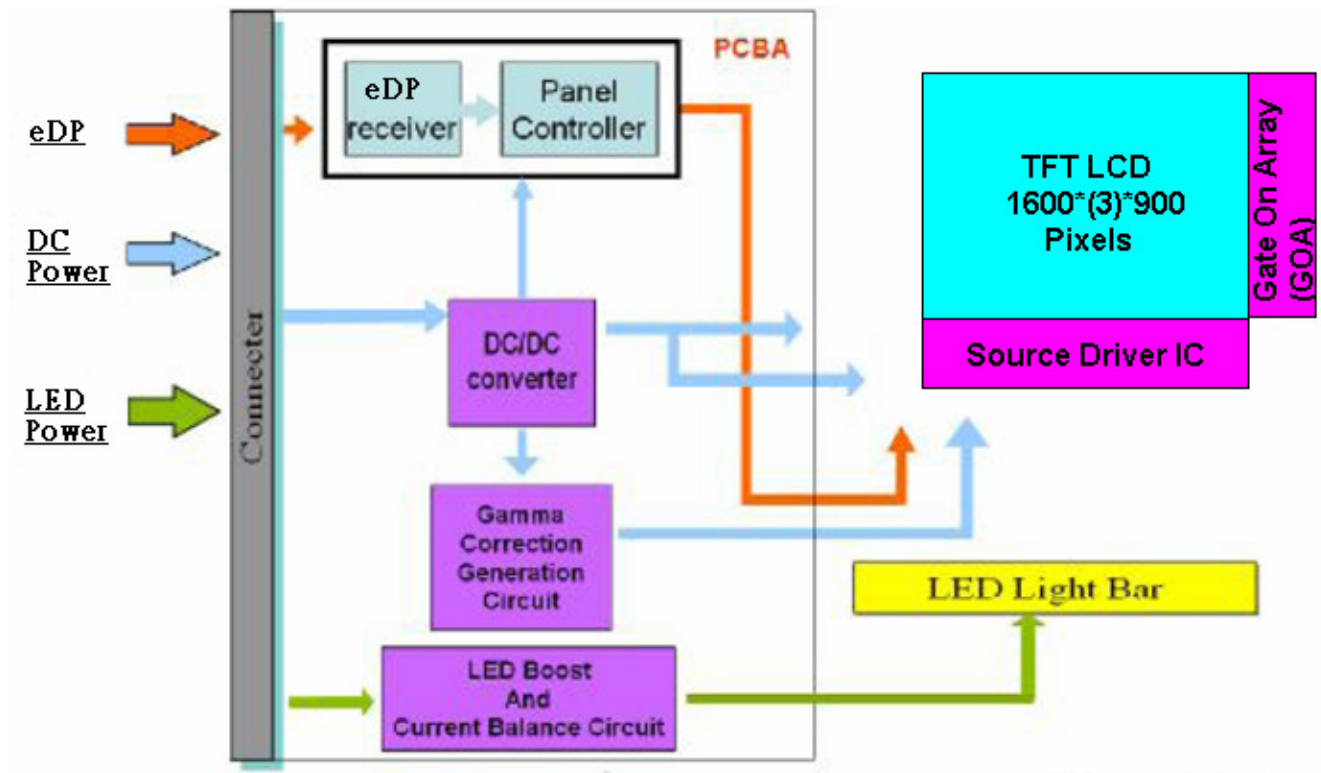 PCBA
eDP
receiver
Panel
Controller
eDP
DC
Power
LED
Power
Connecter
DC/DC
converter
Gamma
Correction
Generation
Circuit
LED Boost
And
Current Balance Circuit
TFT LCD
1600*(3)*900
Pixels
Gate On Array
(GOA)
Source Driver IC
LED Light Bar